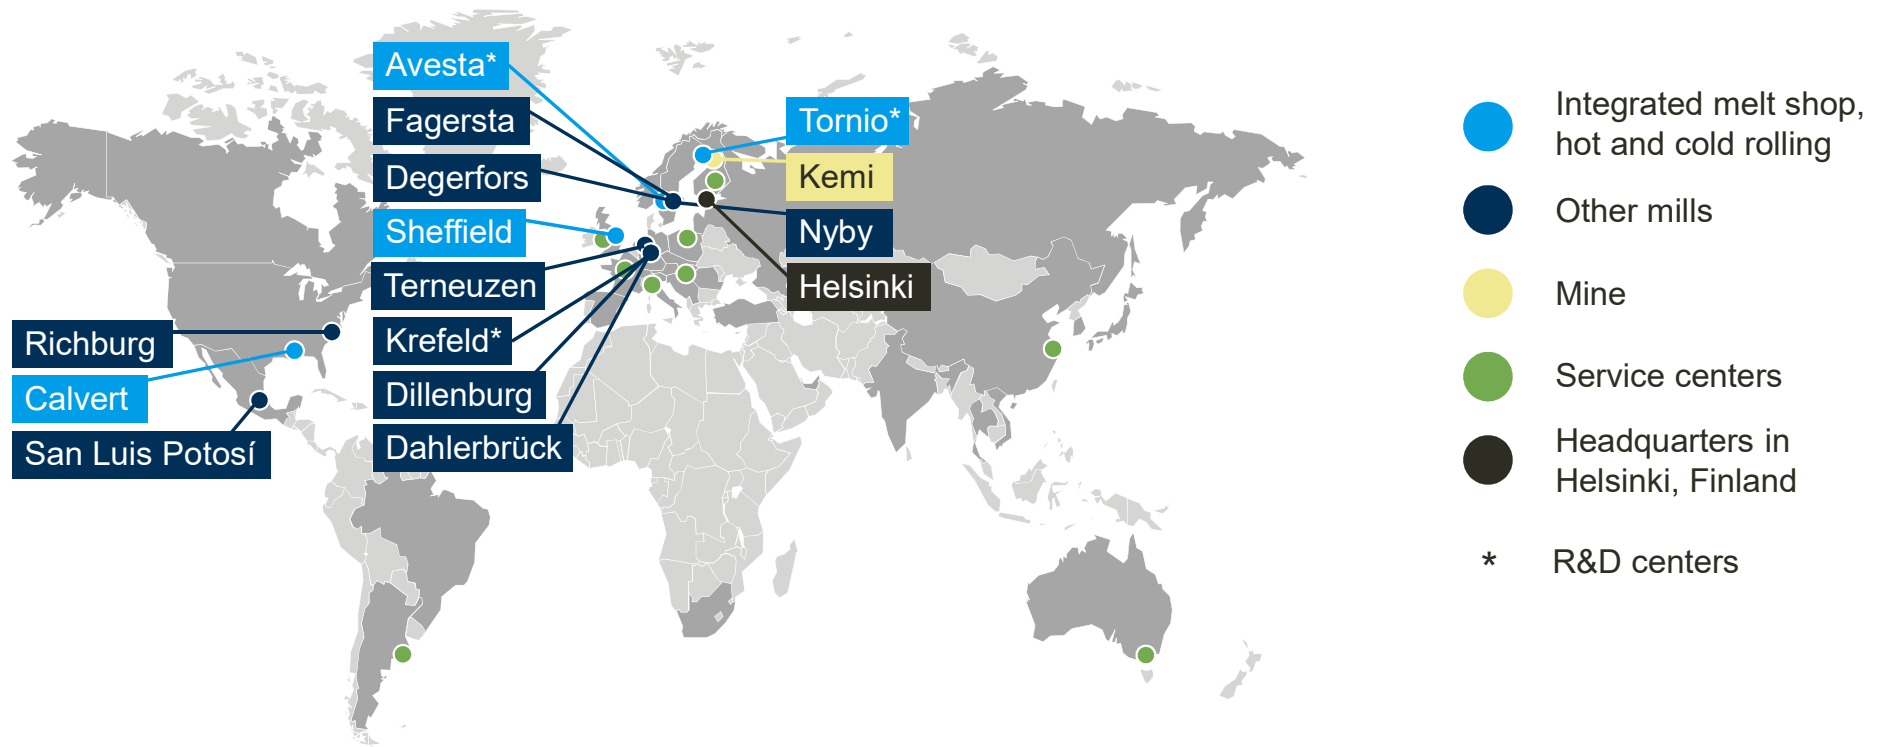 Avesta*
Fagersta
Degerfors
Sheffield
Terneuzen
Krefeld*
Dillenburg
Dahlerbrück
Richburg
Calvert
San Luis Potosí
Tornio*
Kemi
Nyby
Helsinki
Integrated melt shop,
hot and cold rolling
Other mills
Mine
Service centers
Headquarters in
Helsinki, Finland
* R&D centers